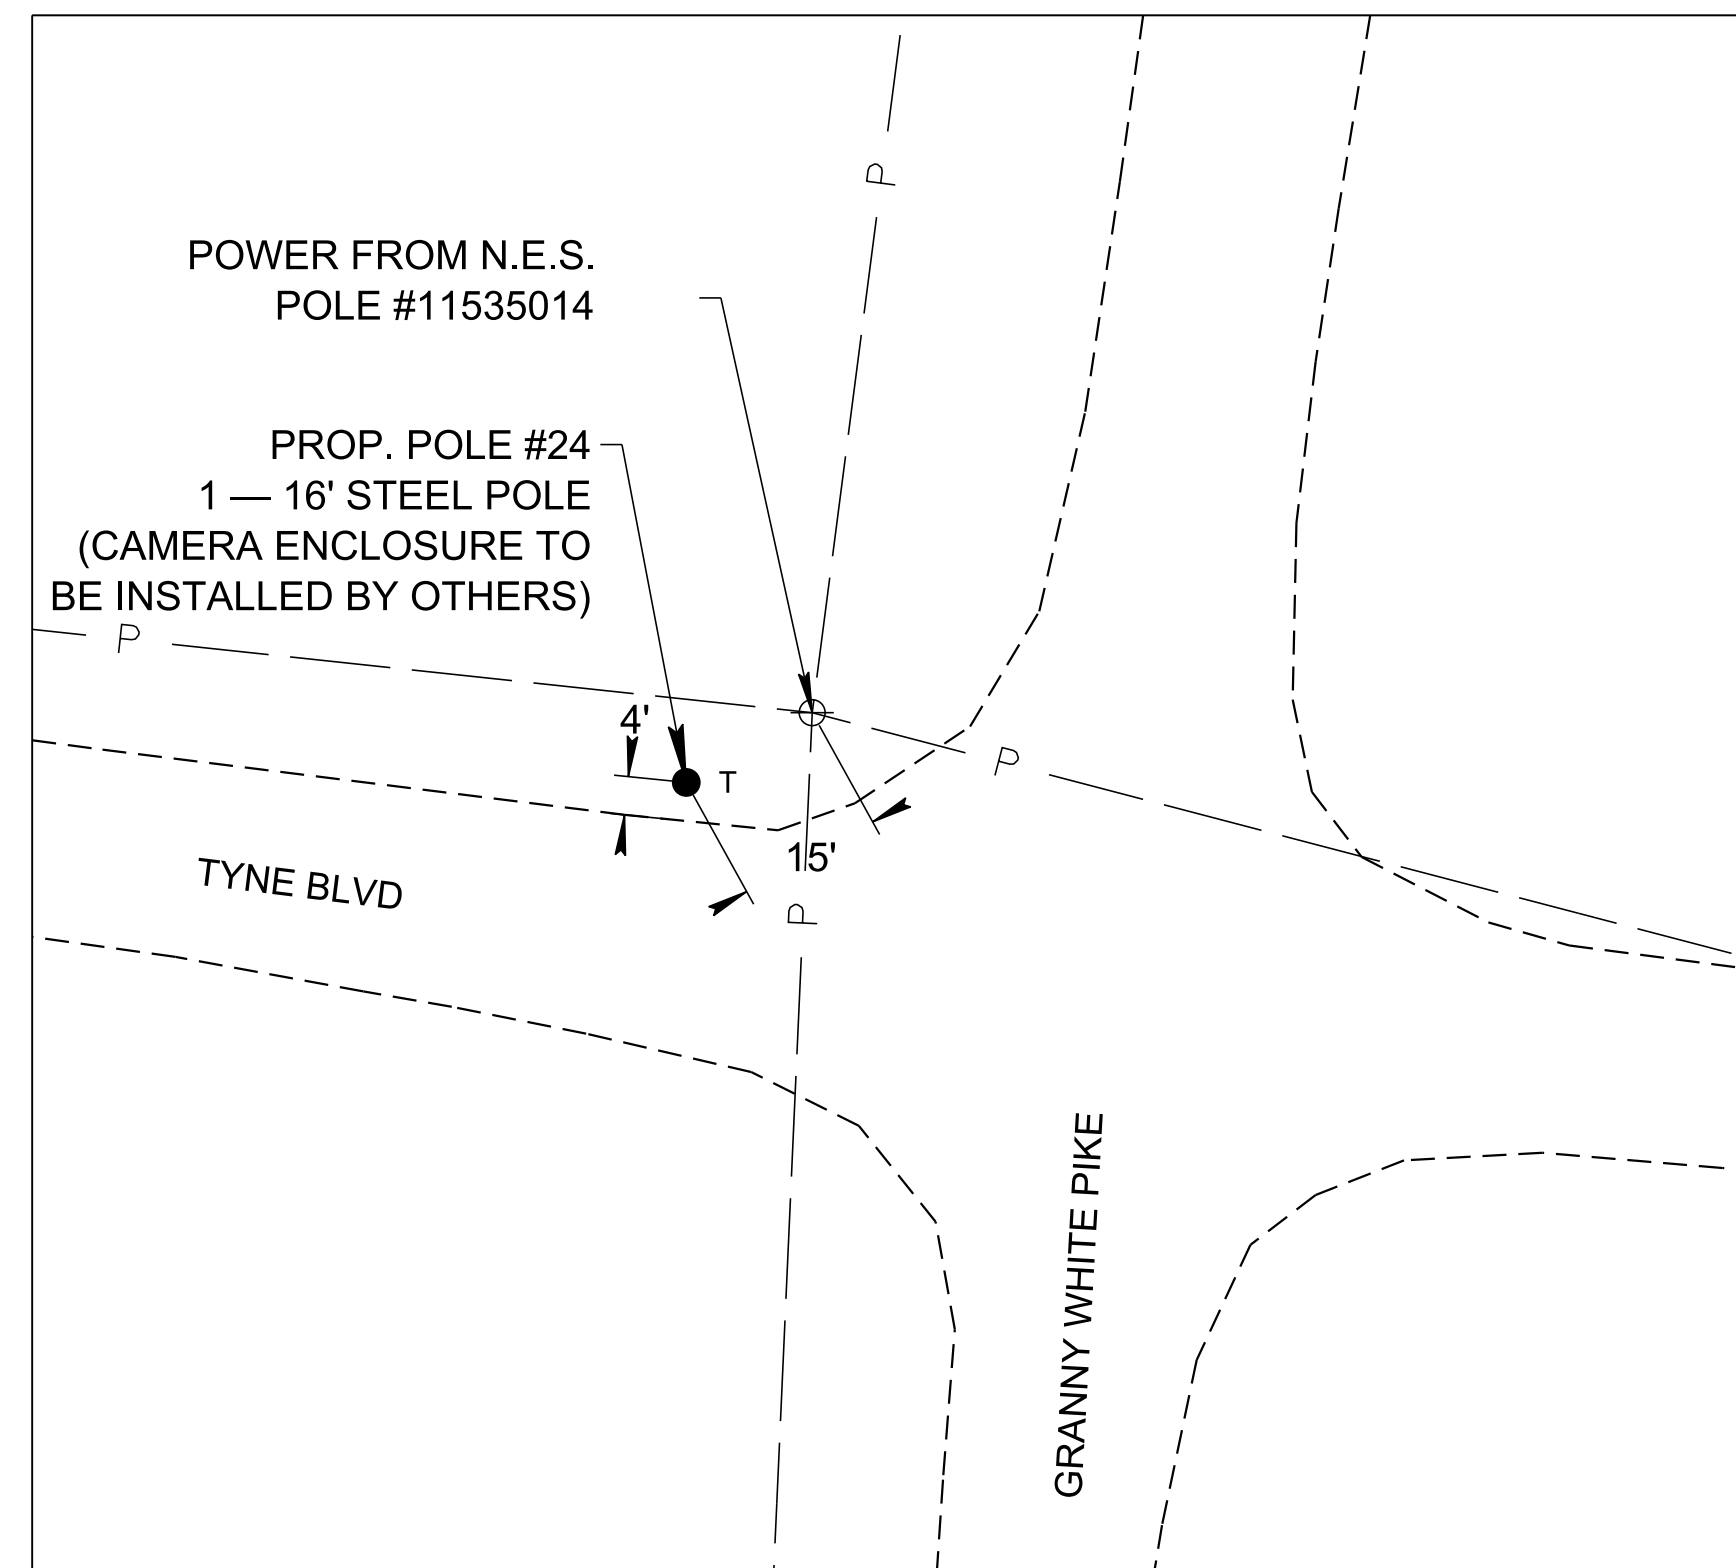 P
POWER FROM N.E.S.
POLE #11535014
PROP. POLE #24
1 — 16' STEEL POLE
(CAMERA ENCLOSURE TO
BE INSTALLED BY OTHERS)
P
4'
T
P
15'
TYNE BLVD
P
GRANNY WHITE PIKE